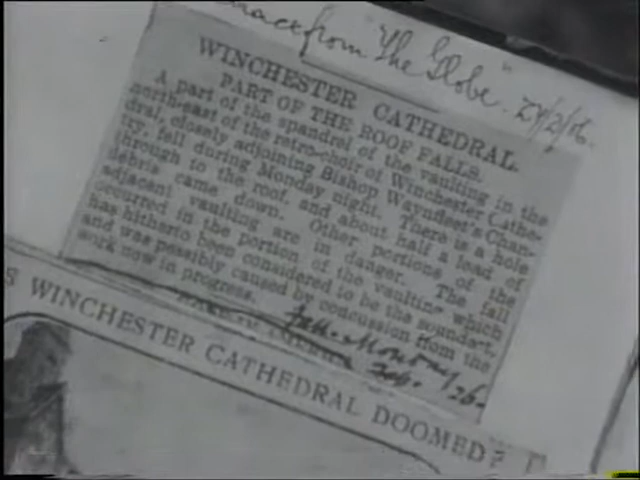 from "The Globe". 28/2/06.
WINCHESTER CATHEDRAL.
PART OF THE ROOF FALLS.
A part of the spandrel of the vaulting in the
north-east of the retro-choir of Winchester Cathe-
dral, closely adjoining Bishop Waynfleet's Chan-
try, fell during Monday night. There is a hole
through to the roof, and about half a load of
debris came down. Other portions of the
adjacent vaulting are in danger. The fall
occurred in the portion of the vaulting which
has hitherto been considered to be the soundest,
and was possibly caused by concussion from the
work now in progress.
Fell Monday
Feb. 26.
WINCHESTER CATHEDRAL DOOMED?